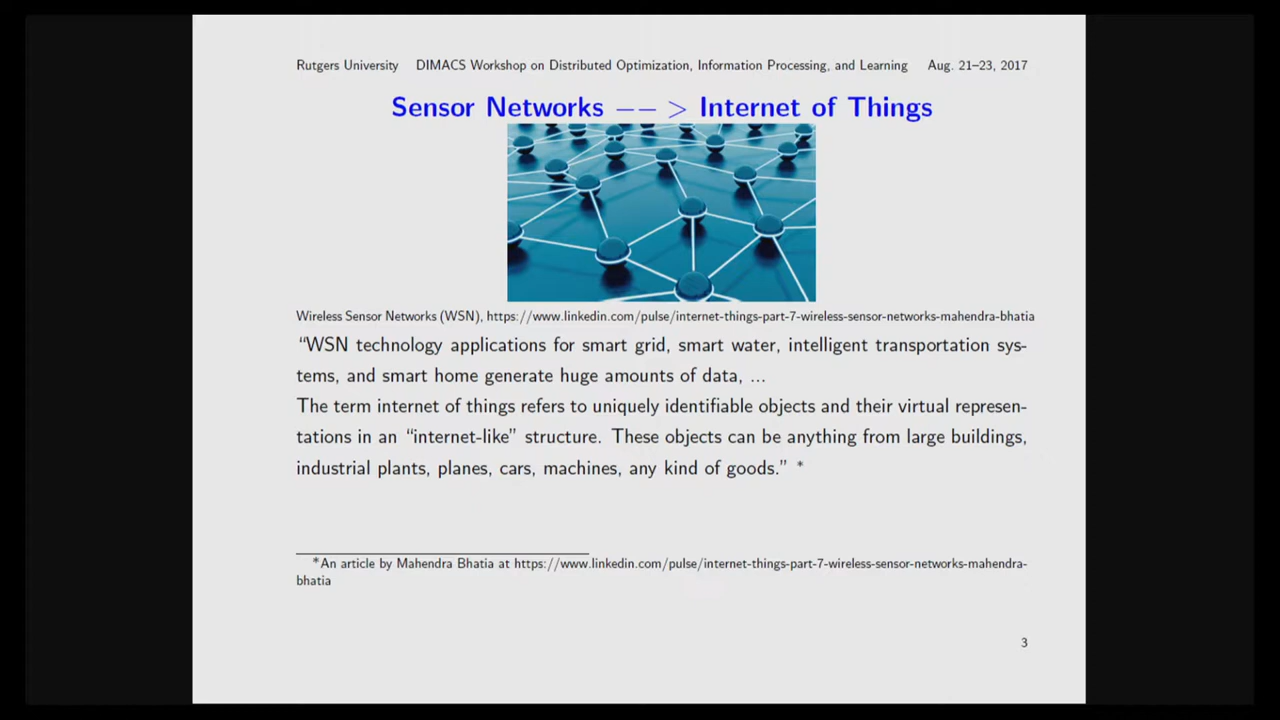 Rutgers University DIMACS Workshop on Distributed Optimization, Information Processing, and Learning Aug. 21–23, 2017
Sensor Networks −− > Internet of Things
Wireless Sensor Networks (WSN), https://www.linkedin.com/pulse/internet-things-part-7-wireless-sensor-networks-mahendra-bhatia
“WSN technology applications for smart grid, smart water, intelligent transportation sys-
tems, and smart home generate huge amounts of data, ...
The term internet of things refers to uniquely identifiable objects and their virtual represen-
tations in an “internet-like” structure. These objects can be anything from large buildings,
industrial plants, planes, cars, machines, any kind of goods.” *
*An article by Mahendra Bhatia at https://www.linkedin.com/pulse/internet-things-part-7-wireless-sensor-networks-mahendra-
bhatia
3